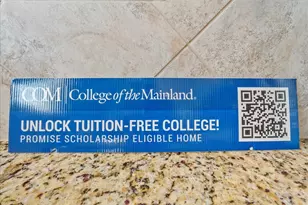 COM College of the Mainland®
UNLOCK TUITION-FREE COLLEGE!
PROMISE SCHOLARSHIP ELIGIBLE HOME